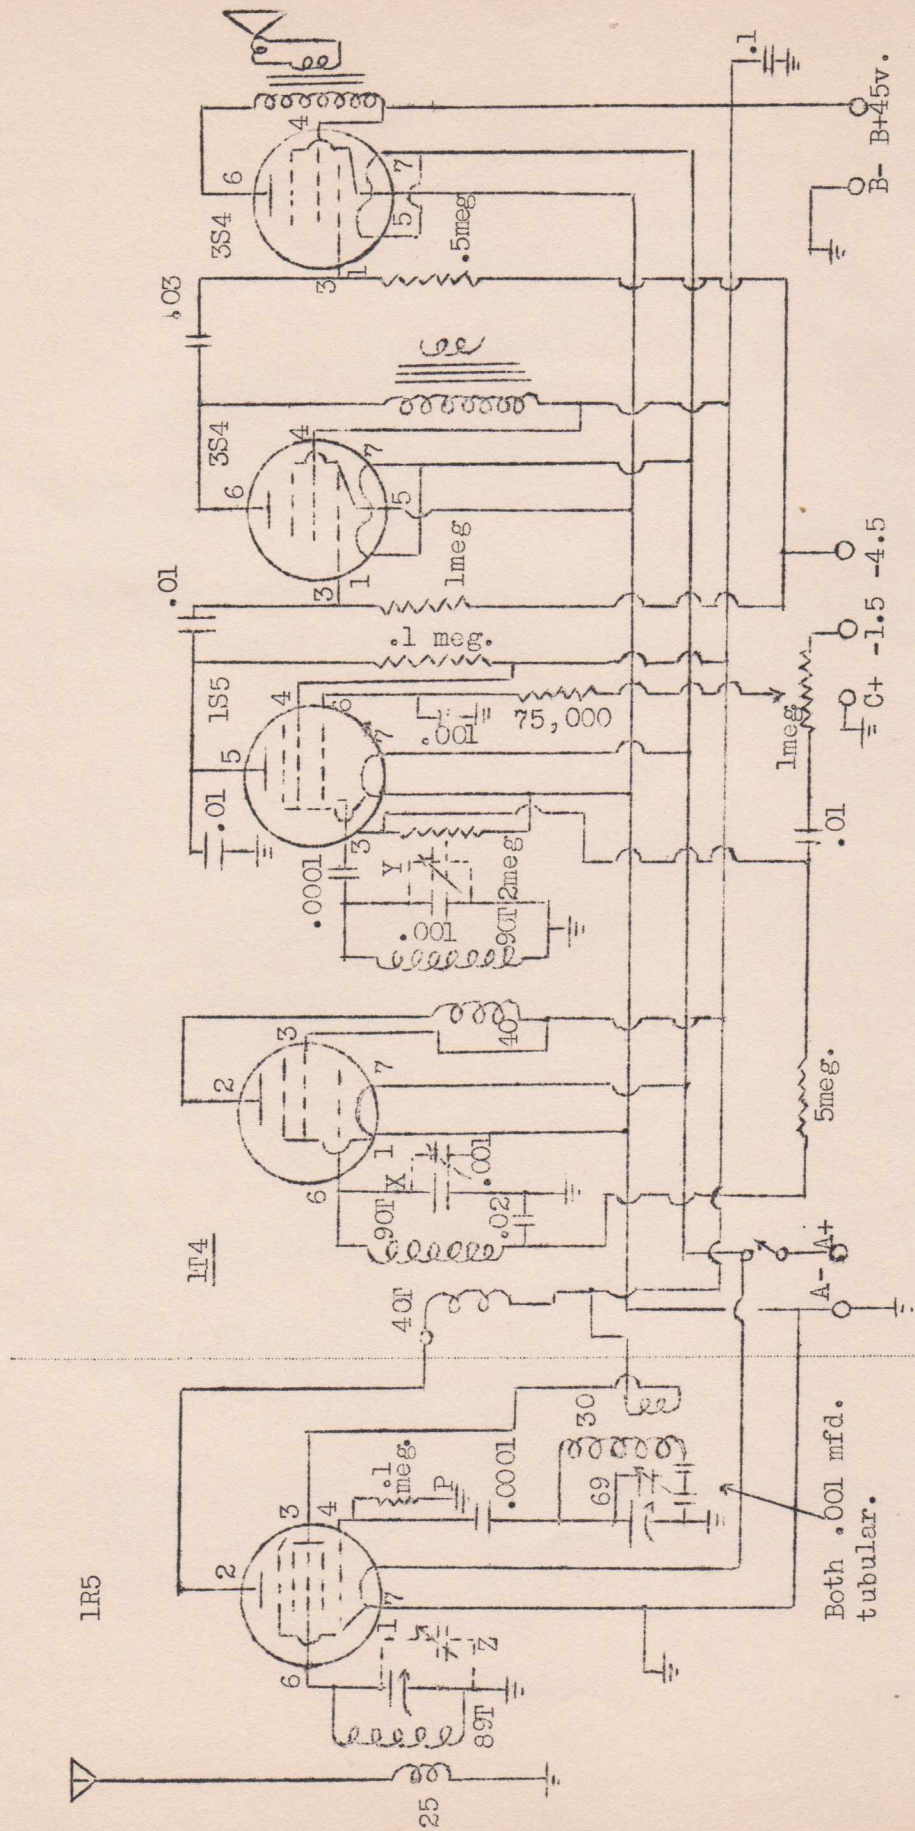 1R5
25
89T
6
2
1
7
Z
3
4
.1
meg.
P
.0001
69
30
Both .001 mfd.
tubular.
40T
1T4
6
2
3
1
7
X
90T
.02
.001
40
A-
A+
5meg.
1S5
.01
5
4
6
3
7
.0001
Y
.001
90T
2meg
.001
75,000
.1 meg.
1meg
.01
C+
-1.5
-4.5
.01
3S4
6
4
3
1
5
7
1meg
.03
3S4
6
4
3
1
5
7
.5meg
.1
B-
B+45v.